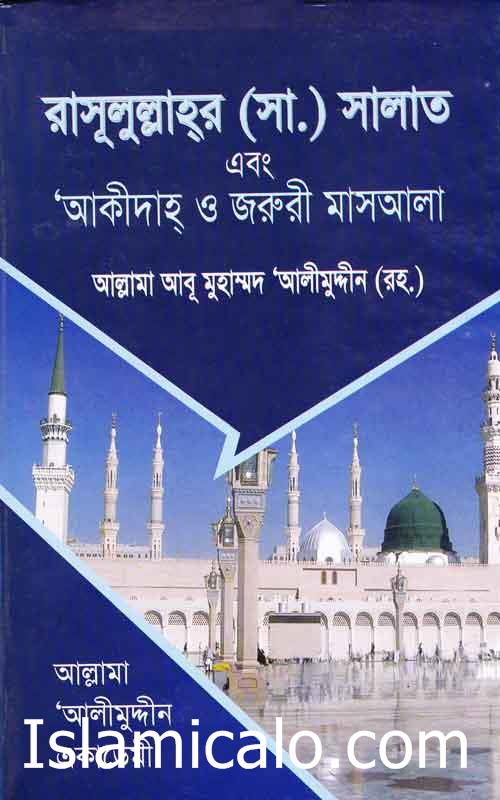 রাসূলুল্লাহ্‌র (সা.) সালাত
এবং
‘আকীদাহ্ ও জরুরী মাসআলা
আল্লামা আবূ মুহাম্মদ ‘আলীমুদ্দীন (রহ.)
আল্লামা
‘আলীমুদ্দীন
Islamicalo.com